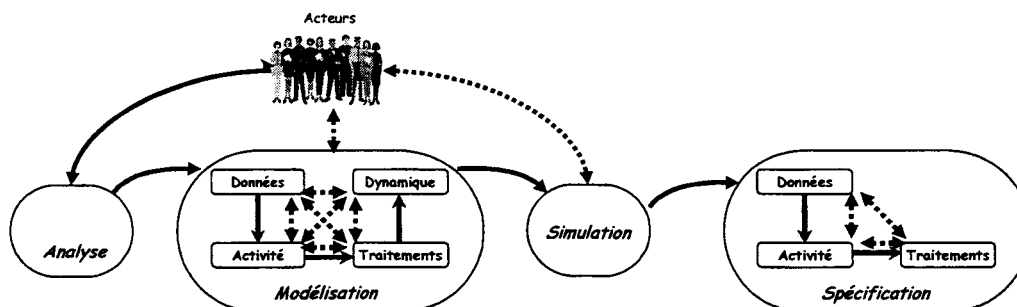 Acteurs
Données
Dynamique
Données
Analyse
Simulation
Activité
Traitements
Activité
Traitements
Modélisation
Spécification